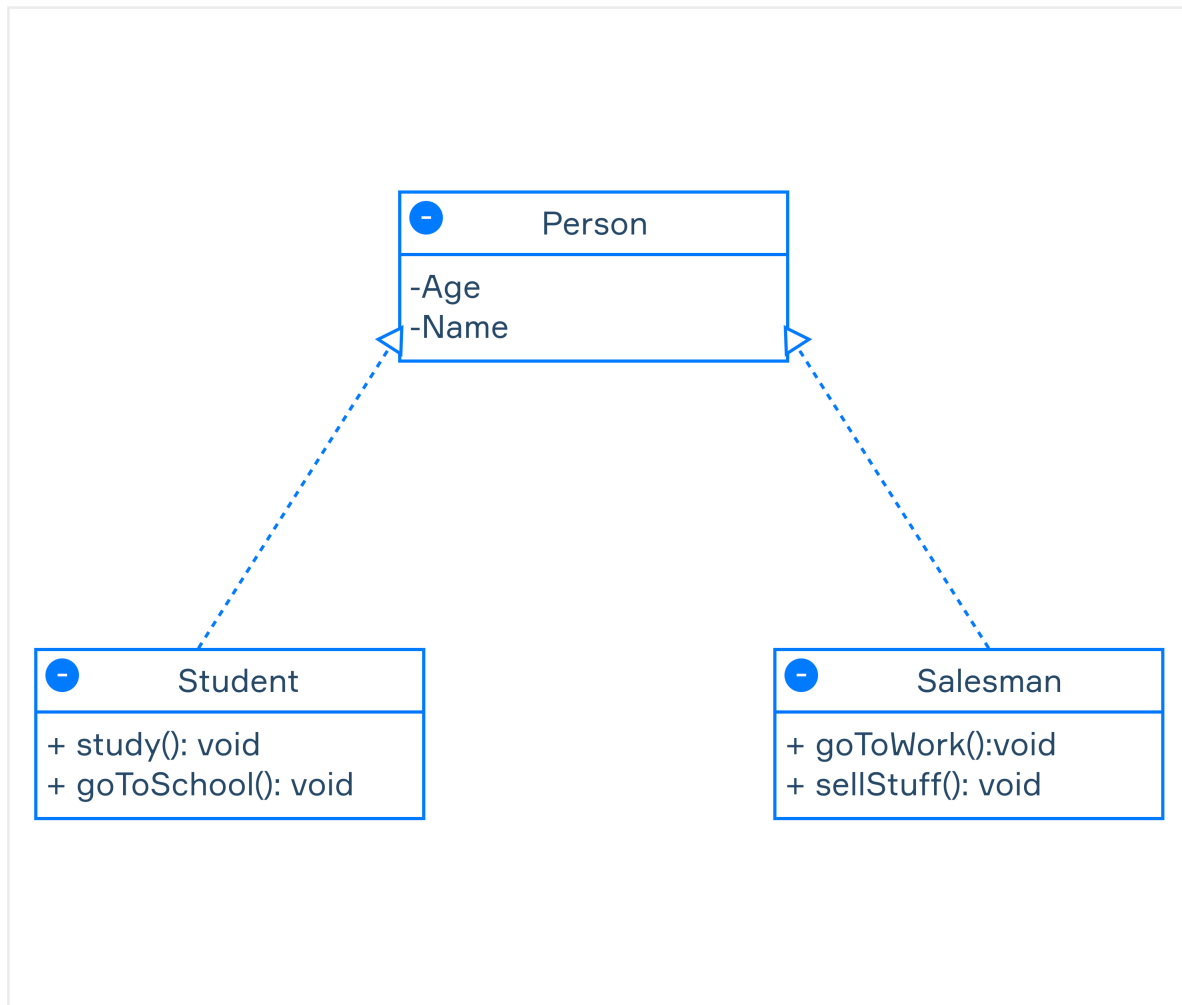 Person
-Age
-Name
Student
+ study(): void
+ goToSchool(): void
Salesman
+ goToWork():void
+ sellStuff(): void